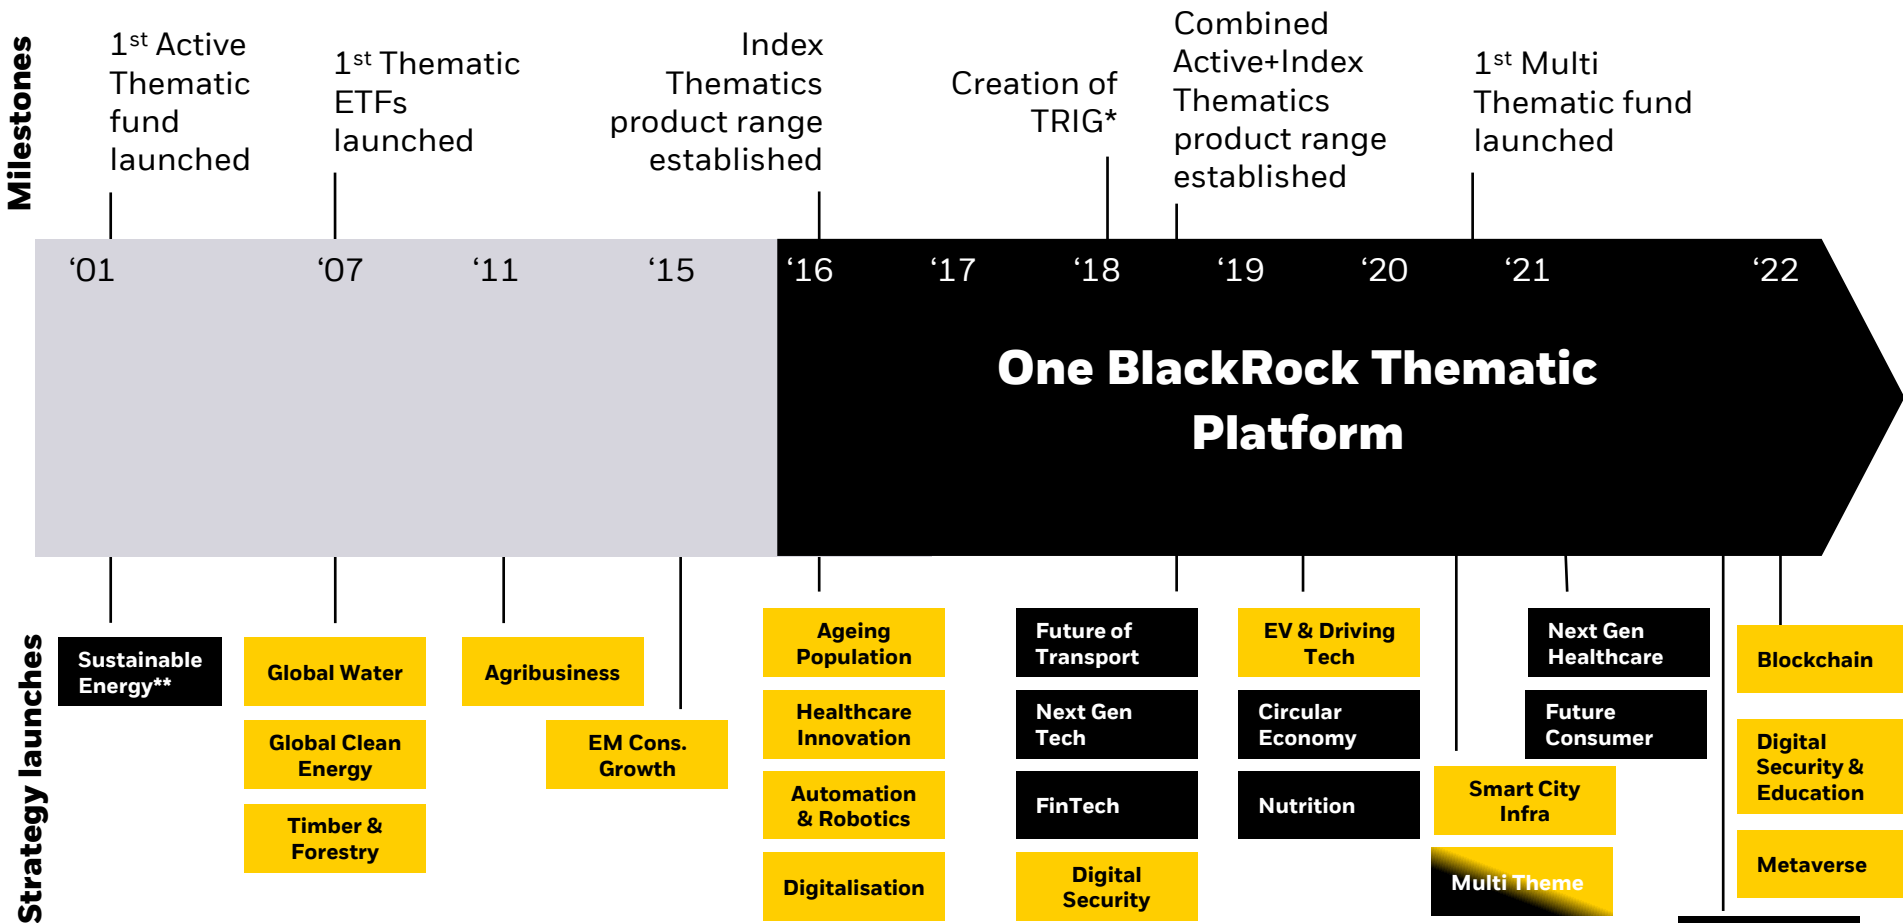 Milestones
1st Active
Thematic
fund
launched
1st Thematic
ETFs
launched
Index
Thematics
product range
established
Creation of
TRIG*
Combined
Active+Index
Thematics
product range
established
1st Multi
Thematic fund
launched
‘01
‘07
‘11
‘15
‘16
‘17
‘18
‘19
‘20
‘21
‘22
One BlackRock Thematic
Platform
Strategy launches
Sustainable
Energy**
Global Water
Global Clean
Energy
Timber &
Forestry
Agribusiness
EM Cons.
Growth
Ageing
Population
Healthcare
Innovation
Automation
& Robotics
Digitalisation
Future of
Transport
Next Gen
Tech
FinTech
Digital
Security
EV & Driving
Tech
Circular
Economy
Nutrition
Smart City
Infra
Multi Theme
Next Gen
Healthcare
Future
Consumer
Blockchain
Digital
Security &
Education
Metaverse